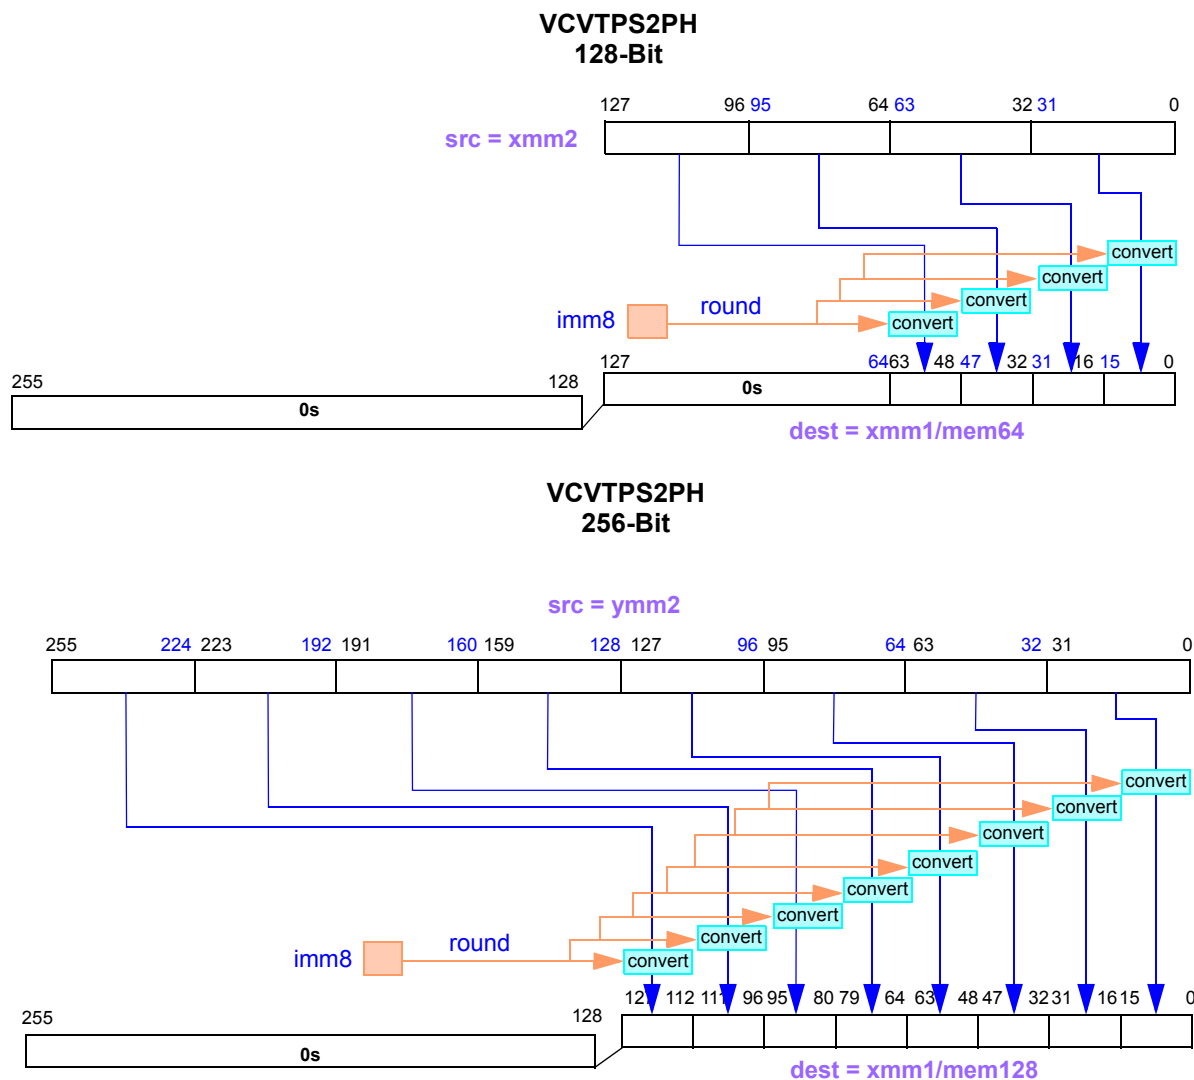 VCVTPS2PH
128-Bit
127 96 95 64 63 32 31 0
src = xmm2
convert
convert
convert
imm8 round convert
127 64 63 48 47 32 31 16 15 0
255 128
0s
0s
dest = xmm1/mem64
VCVTPS2PH
256-Bit
src = ymm2
255 224 223 192 191 160 159 128 127 96 95 64 63 32 31 0
convert
convert
convert
convert
convert
convert
convert
imm8 round convert
127 112 111 96 95 80 79 64 63 48 47 32 31 16 15 0
255 128
0s
dest = xmm1/mem128